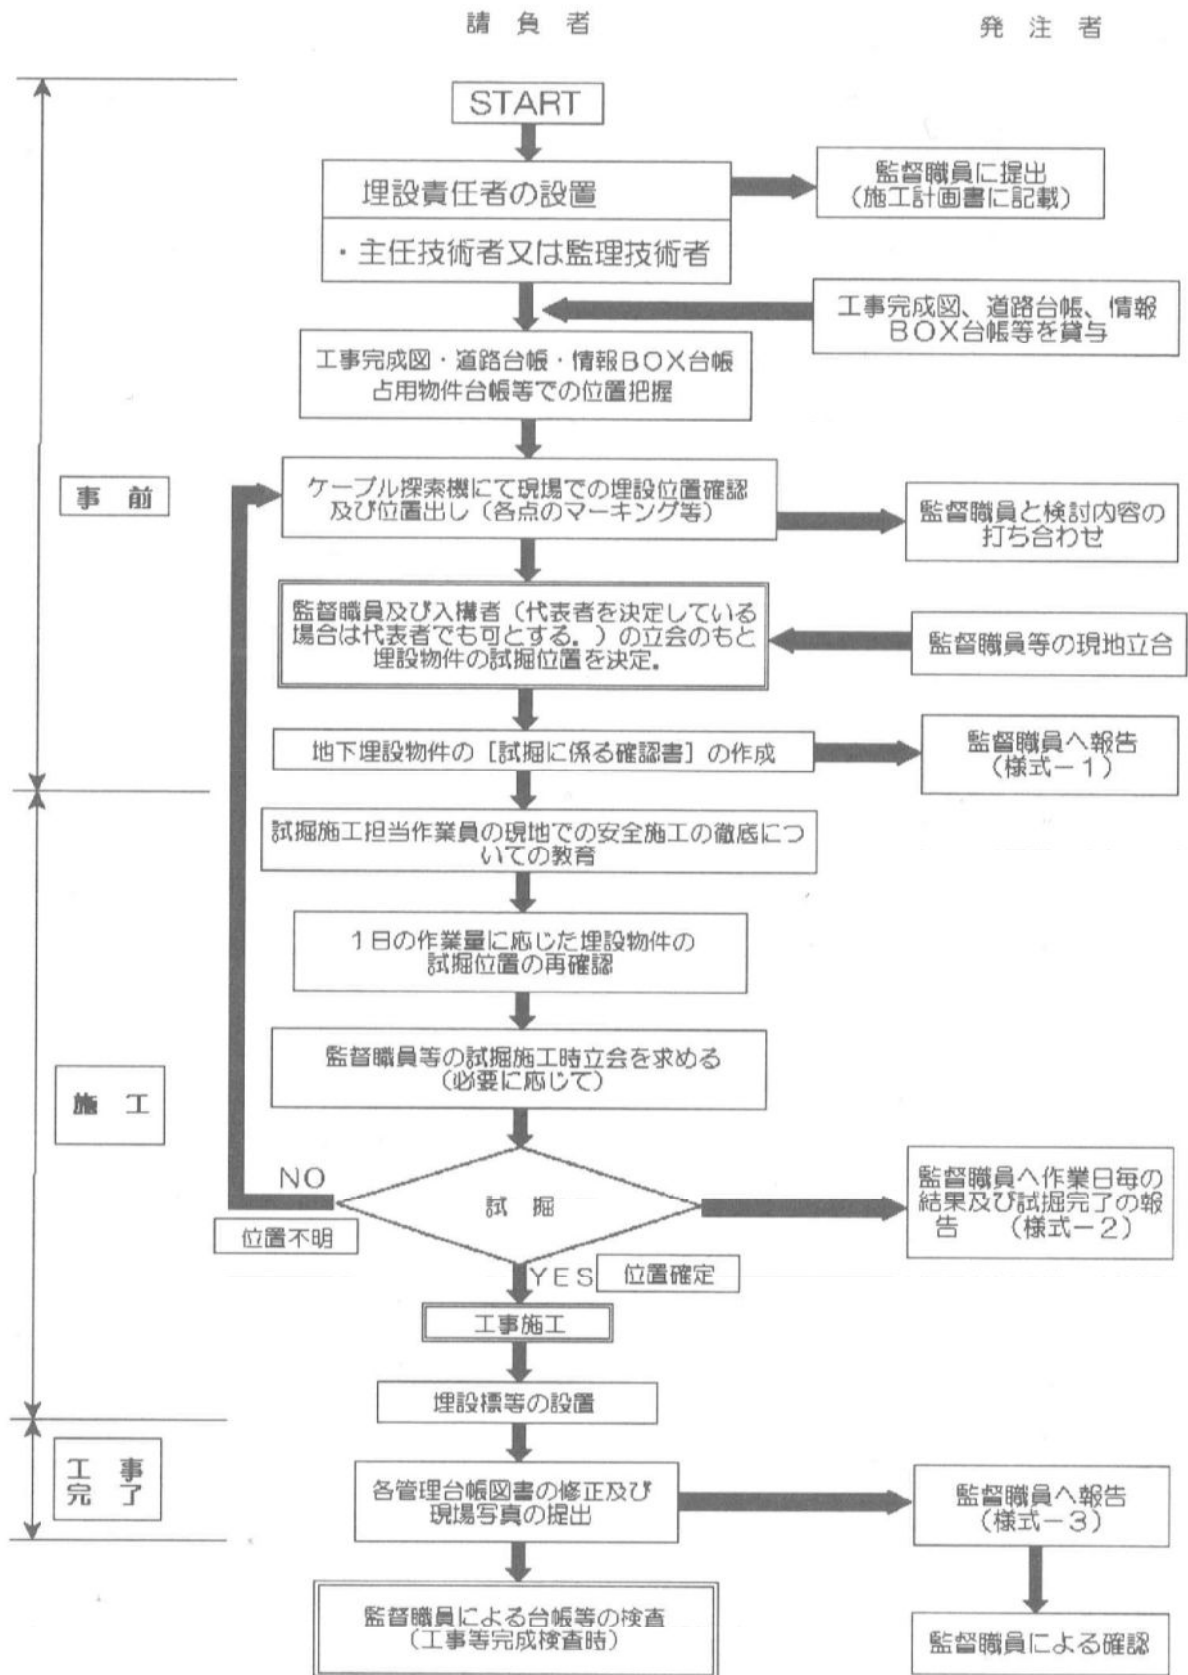 請負者
発注者
START
埋設責任者の設置
・主任技術者又は監理技術者
監督職員に提出
(施工計画書に記載)
工事完成図、道路台帳、情報
BOX台帳等を貸与
工事完成図・道路台帳・情報BOX台帳
占用物件台帳等での位置把握
事前
ケーブル探索機にて現場での埋設位置確認
及び位置出し(各点のマーキング等)
監督職員と検討内容の
打ち合わせ
監督職員及び入構者(代表者を決定している
場合は代表者でも可とする。)の立会のもと
埋設物件の試掘位置を決定。
監督職員等の現地立合
地下埋設物件の[試掘に係る確認書]の作成
監督職員へ報告
(様式-1)
試掘施工担当作業員の現地での安全施工の徹底につ
いての教育
1日の作業量に応じた埋設物件の
試掘位置の再確認
施工
監督職員等の試掘施工時立会を求める
(必要に応じて)
NO
位置不明
試掘
監督職員へ作業日毎の
結果及び試掘完了の報
告 (様式-2)
YES
位置確定
工事施工
埋設標等の設置
工事
完了
各管理台帳図書の修正及び
現場写真の提出
監督職員へ報告
(様式-3)
監督職員による台帳等の検査
(工事等完成検査時)
監督職員による確認